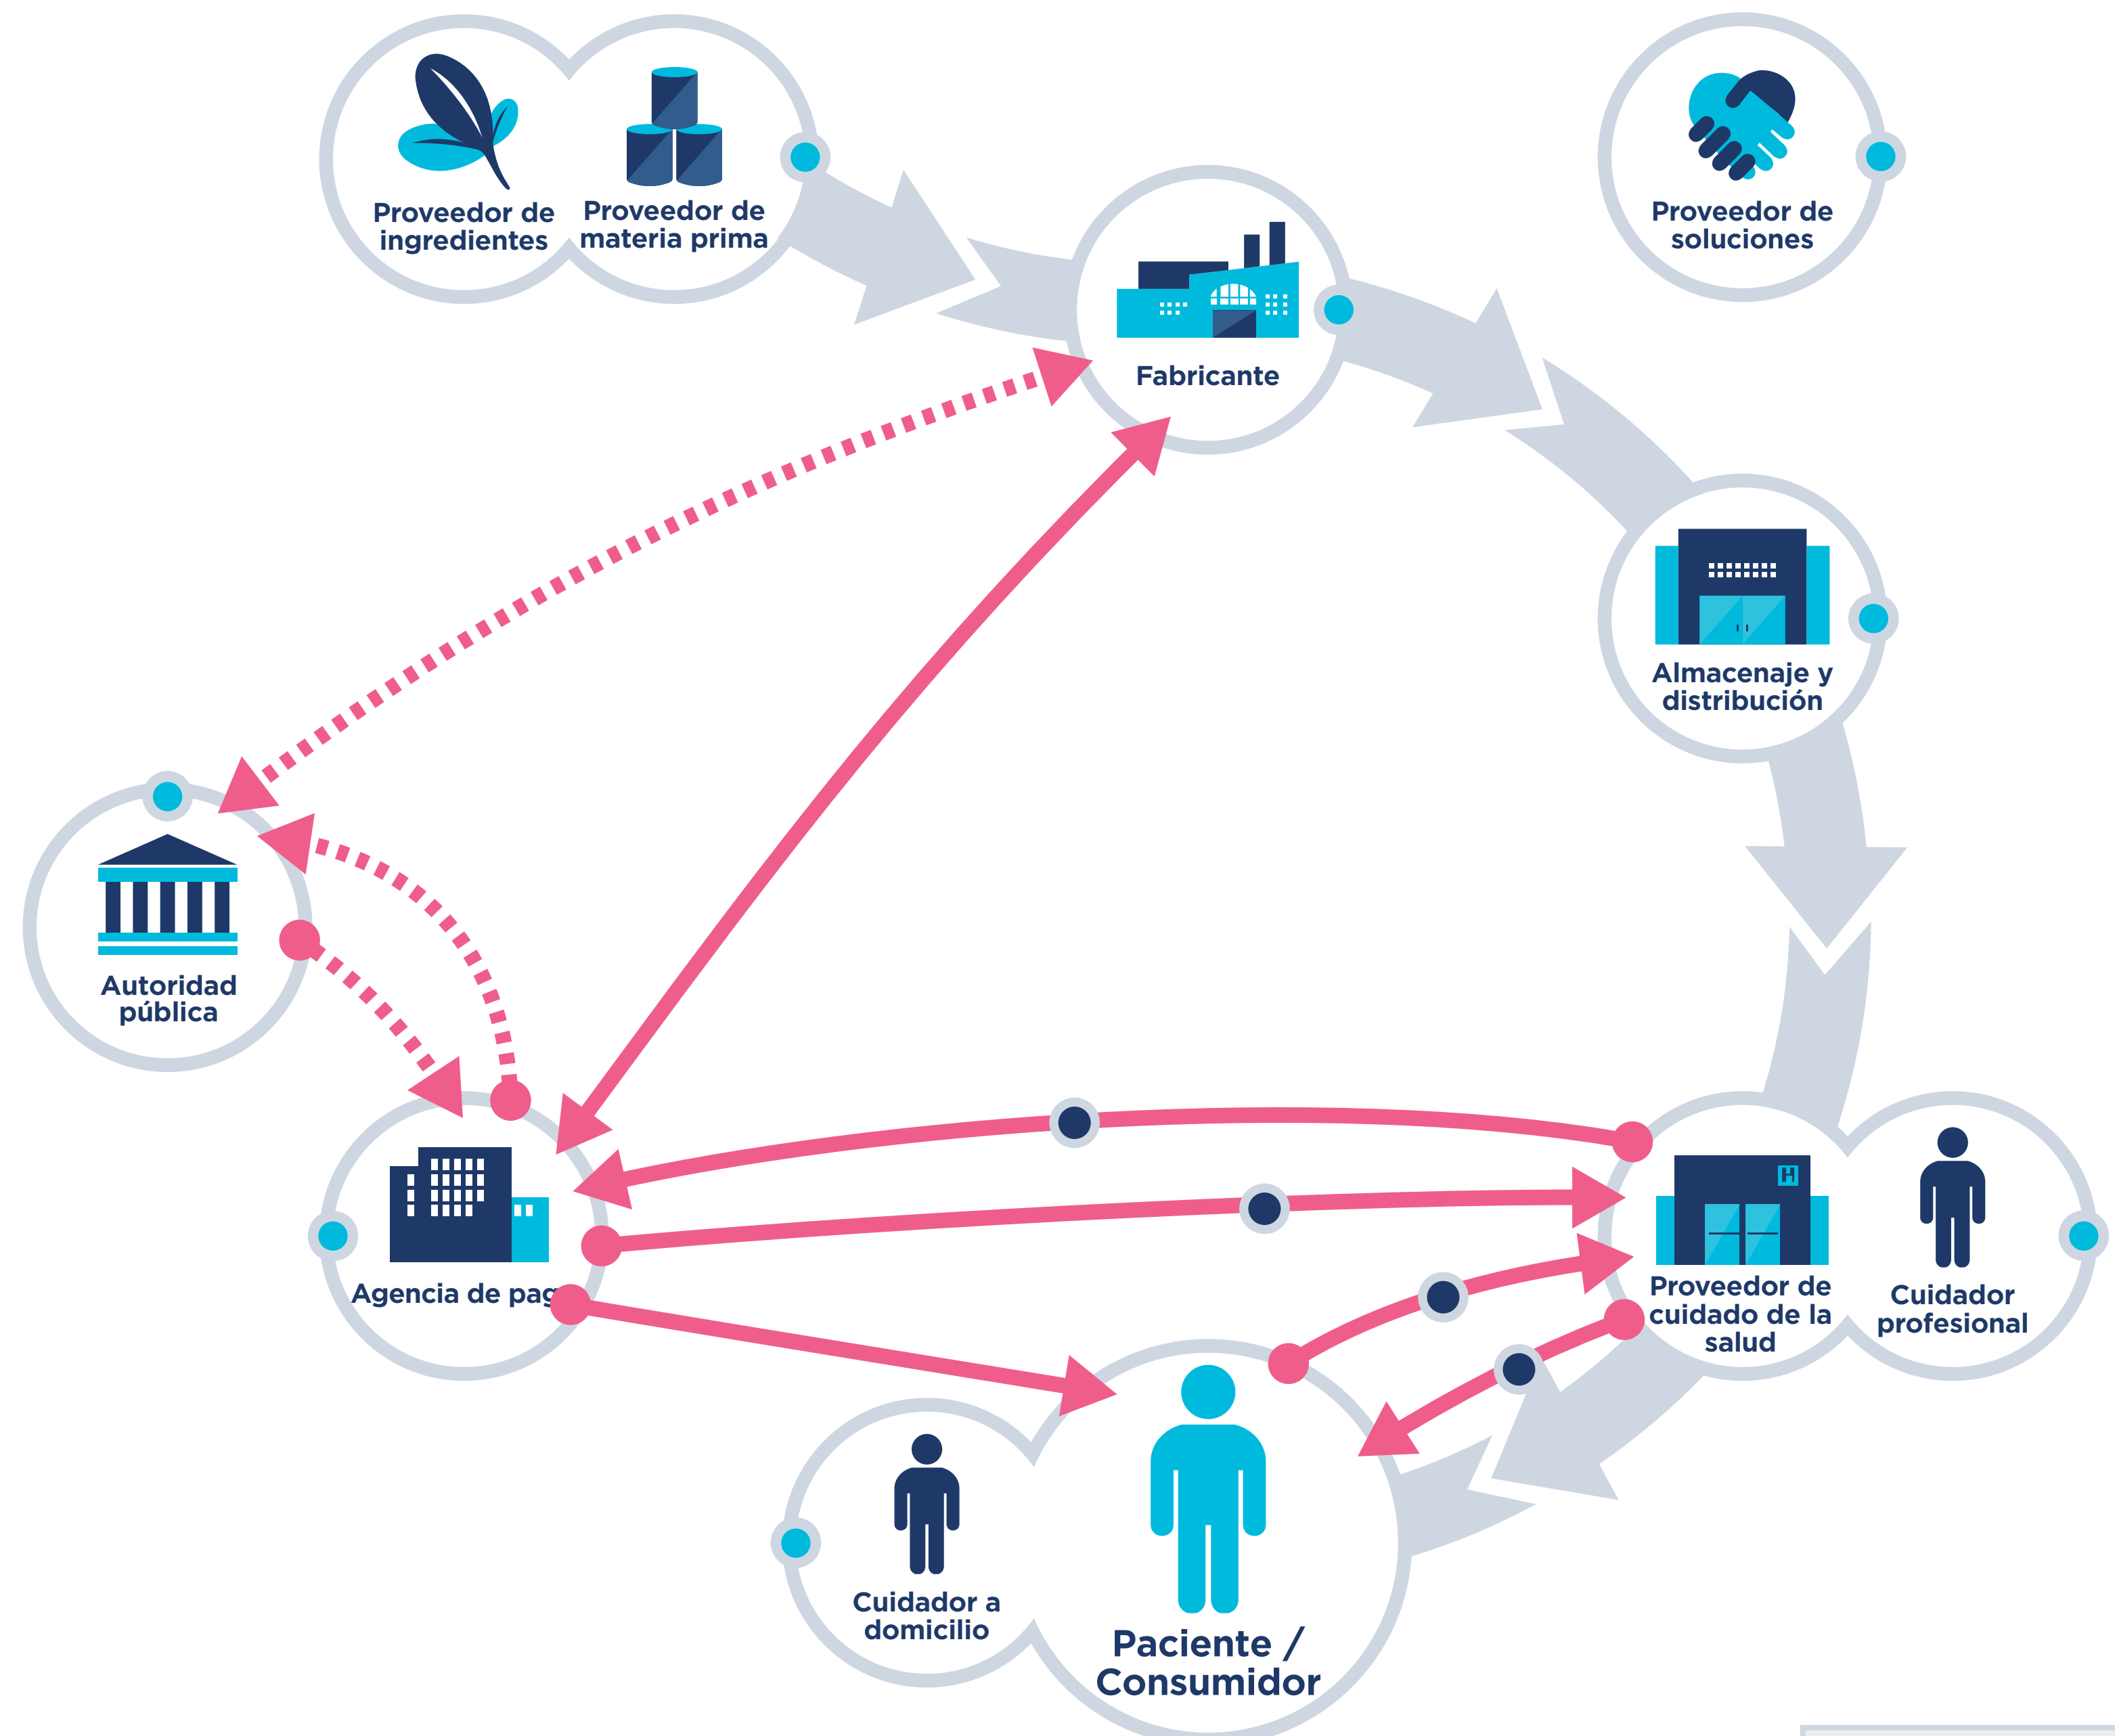 Proveedor de
ingredientes
Proveedor de
materia prima
Proveedor de
soluciones
Fabricante
Almacenaje y
distribución
Autoridad
pública
Agencia de pag
H
Proveedor de
cuidado de la
salud
Cuidador
profesional
Cuidador a
domicilio
Paciente /
Consumidor